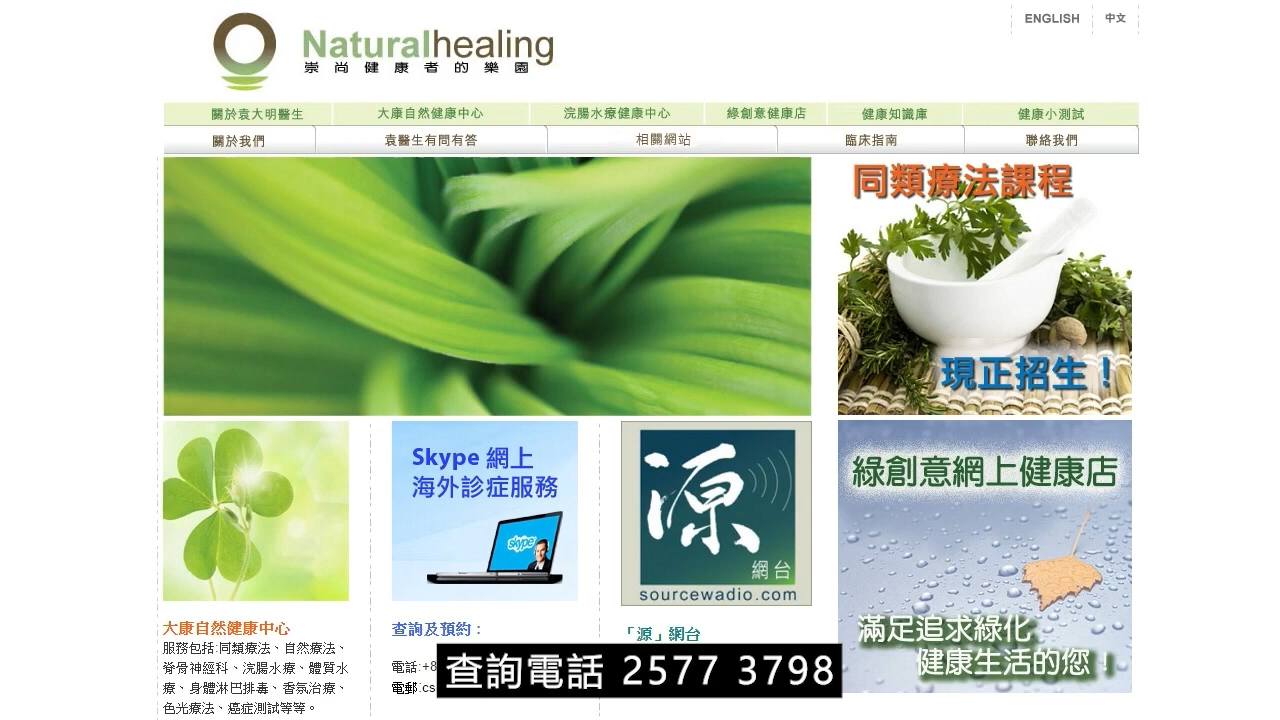 ENGLISH
中文
Naturalhealing
崇尚健康者的樂園
關於袁大明醫生
大康自然健康中心
浣腸水療健康中心
綠創意健康店
健康知識庫
健康小測試
關於我們
袁醫生有問有答
相關網站
臨床指南
聯絡我們
同類療法課程
現正招生！
Skype 網上
海外診症服務
skype
源
網台
sourcewadio.com
綠創意網上健康店
滿足追求綠化
健康生活的您！
大康自然健康中心
服務包括:同類療法、自然療法、
脊骨神經科、浣腸水療、體質水
療、身體淋巴排毒、香氛治療、
色光療法、癌症測試等等。
查詢及預約：
電話:+8
電郵:cs
「源」網台
查詢電話 2577 3798